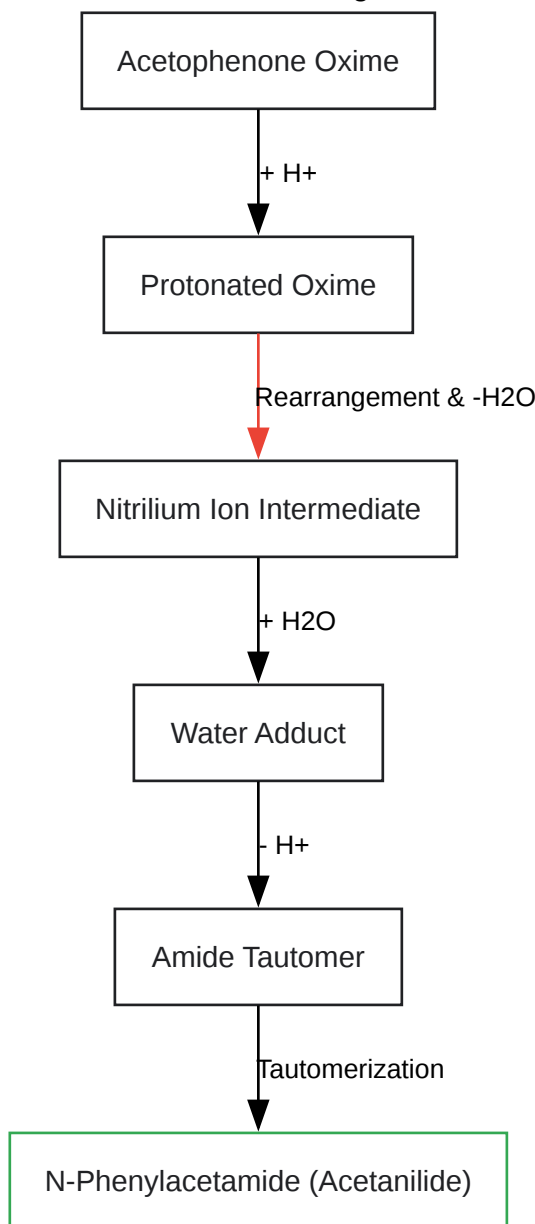 Acetophenone Oxime
+ H+
Protonated Oxime
Rearrangement & -H2O
Nitrilium Ion Intermediate
+ H2O
Water Adduct
- H+
Amide Tautomer
Tautomerization
N-Phenylacetamide (Acetanilide)